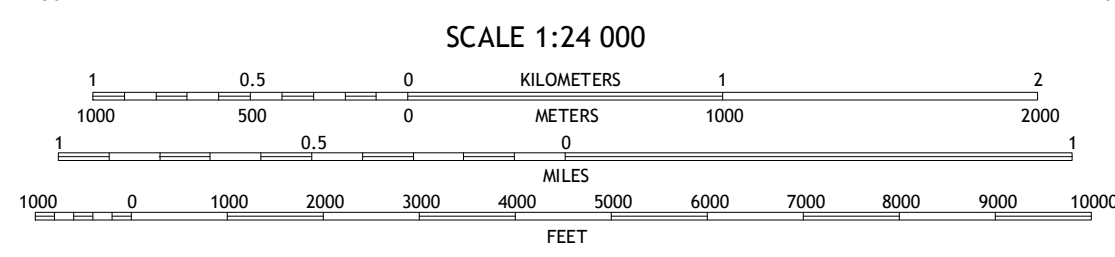 SCALE 1:24 000
1 0.5 0 KILOMETERS 1 2
1000 500 0 METERS 1000 2000
1 0.5 0 1
MILES
1000 0 1000 2000 3000 4000 5000 6000 7000 8000 9000 10000
FEET